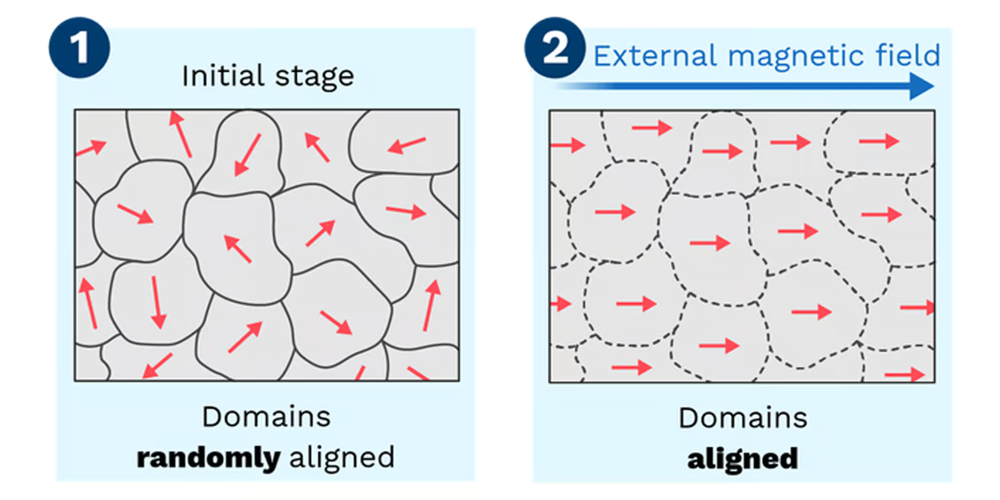 1
Initial stage
Domains
randomly aligned
2
External magnetic field
Domains
aligned